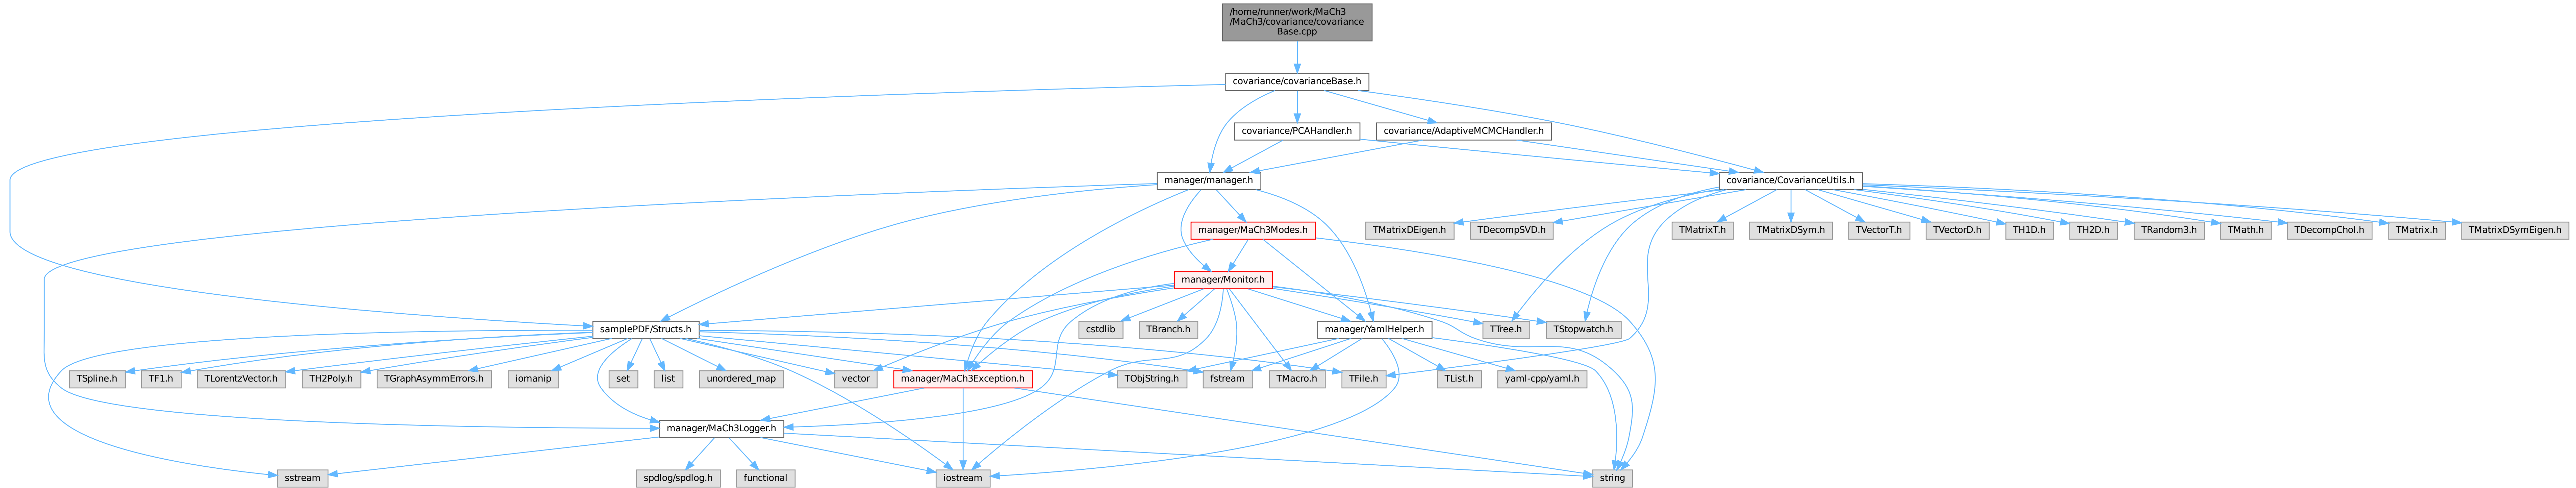 /home/runner/work/MaCh3
/MaCh3/covariance/covariance
Base.cpp
covariance/covarianceBase.h
covariance/PCAHandler.h
covariance/AdaptiveMCMCHandler.h
manager/manager.h
covariance/CovarianceUtils.h
manager/MaCh3Modes.h
TMatrixDEigen.h
TDecompSVD.h
TMatrixT.h
TMatrixDSym.h
TVectorT.h
TVectorD.h
TH1D.h
TH2D.h
TRandom3.h
TMath.h
TDecompChol.h
TMatrix.h
TMatrixDSymEigen.h
manager/Monitor.h
samplePDF/Structs.h
cstdlib
TBranch.h
manager/YamlHelper.h
TTree.h
TStopwatch.h
TSpline.h
TF1.h
TLorentzVector.h
TH2Poly.h
TGraphAsymmErrors.h
iomanip
set
list
unordered_map
vector
manager/MaCh3Exception.h
TObjString.h
fstream
TMacro.h
TFile.h
TList.h
yaml-cpp/yaml.h
manager/MaCh3Logger.h
sstream
spdlog/spdlog.h
functional
iostream
string